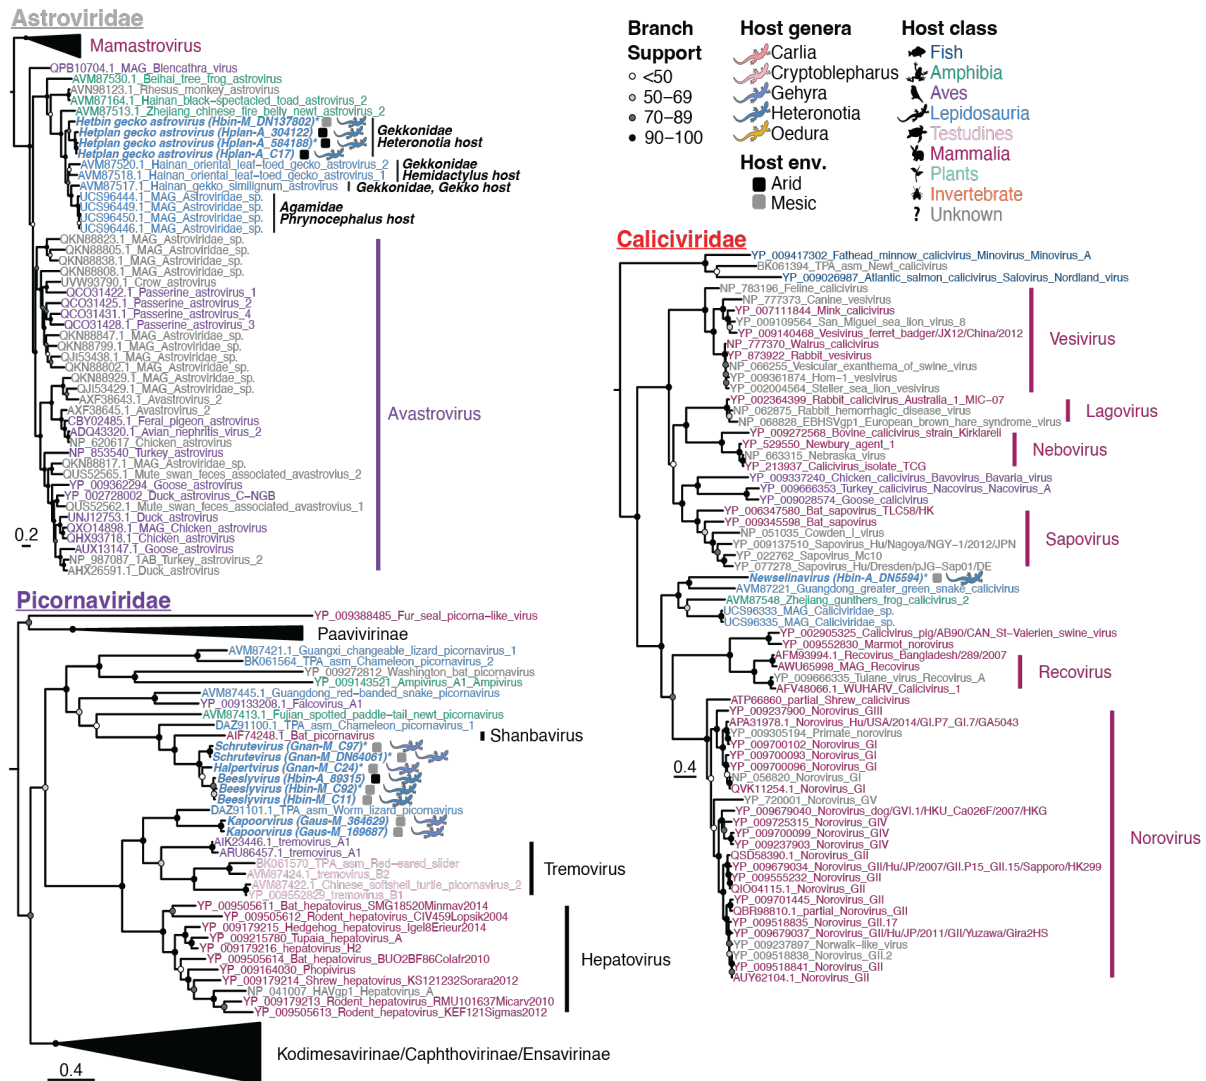 Astroviridae
Mamastrovirus
QPB10704.1_MAG_Blencathra_virus
AVM87530.1_Beihai_tree_frog_astrovirus
AVN98123.1_Rhesus_monkey_astrovirus
AVM87164.1_Hainan_black-spectacled_toad_astrovirus_2
AVM87513.1_Zhejiang_chinese_fire_belly_newt_astrovirus_2
Hetbin gecko astrovirus (Hbin-M_DN137802)*
Hetplan gecko astrovirus (Hplan-A_304122)
Hetplan gecko astrovirus (Hplan-A_584188)*
Hetplan gecko astrovirus (Hplan-A_C17)
Gekkonidae
Heteronotia host
AVM87520.1_Hainan_oriental_leaf-toed_gecko_astrovirus_2
AVM87518.1_Hainan_oriental_leaf-toed_gecko_astrovirus_1
Gekkonidae
Hemidactylus host
AVM87517.1_Hainan_gekko_similignum_astrovirus
Gekkonidae, Gekko host
UCS96444.1_MAG_Astroviridae_sp.
UCS96449.1_MAG_Astroviridae_sp.
UCS96450.1_MAG_Astroviridae_sp.
UCS96446.1_MAG_Astroviridae_sp.
Agamidae
Phrynocephalus host
QKN88823.1_MAG_Astroviridae_sp.
QKN88805.1_MAG_Astroviridae_sp.
QKN88838.1_MAG_Astroviridae_sp.
QKN88808.1_MAG_Astroviridae_sp.
UVW93790.1_Crow_astrovirus
QCO31422.1_Passerine_astrovirus_1
QCO31425.1_Passerine_astrovirus_2
QCO31431.1_Passerine_astrovirus_4
QCO31428.1_Passerine_astrovirus_3
QKN88847.1_MAG_Astroviridae_sp.
QKN88799.1_MAG_Astroviridae_sp.
QJI53438.1_MAG_Astroviridae_sp.
QKN88802.1_MAG_Astroviridae_sp.
QKN88929.1_MAG_Astroviridae_sp.
QJI53429.1_MAG_Astroviridae_sp.
AXF38643.1_Avastrovirus_2
AXF38645.1_Avastrovirus_2
CBY02485.1_Feral_pigeon_astrovirus
ADQ43320.1_Avian_nephritis_virus_2
NP_620617_Chicken_astrovirus
NP_853540_Turkey_astrovirus
QKN88817.1_MAG_Astroviridae_sp.
QUS52565.1_Mute_swan_feces_associated_avastrovirus_2
YP_009362294_Goose_astrovirus
YP_002728002_Duck_astrovirus_C-NGB
QUS52562.1_Mute_swan_feces_associated_avastrovirus_1
UNJ12753.1_Duck_astrovirus
QXO14898.1_MAG_Chicken_astrovirus
QHX93718.1_Chicken_astrovirus
AUX13147.1_Goose_astrovirus
NP_987087_1AB_Turkey_astrovirus_2
AHX26591.1_Duck_astrovirus
Avastrovirus
0.2
Picornaviridae
YP_009388485_Fur_seal_picorna-like_virus
Paavivirinae
AVM87421.1_Guangxi_changeable_lizard_picornavirus_1
BK061564_TPA_asm_Chameleon_picornavirus_2
YP_009272812_Washington_bat_picornavirus
YP_009143521_Ampivirus_A1_Ampivirus
AVM87445.1_Guangdong_red-banded_snake_picornavirus
YP_009133208.1_Falcovirus_A1
AVM87413.1_Fujian_spotted_paddle-tail_newt_picornavirus
DAZ91100.1_TPA_asm_Chameleon_picornavirus_1
AIF74248.1_Bat_picornavirus
Shanbavirus
Schrutevirus (Gnan-M_C97)*
Schrutevirus (Gnan-M_DN64061)*
Halpertvirus (Gnan-M_C24)*
Beeslyvirus (Hbin-A_89315)
Beeslyvirus (Hbin-M_C92)*
Beeslyvirus (Hbin-M_C11)
DAZ91101.1_TPA_asm_Worm_lizard_picornavirus
Kapoorvirus (Gaus-M_364629)
Kapoorvirus (Gaus-M_169687)
AIK23446.1_tremovirus_A1
ARU86457.1_tremovirus_A1
BK061570_TPA_asm_Red-eared_slider
AVM87424.1_tremovirus_B2
AVM87422.1_Chinese_softshell_turtle_picornavirus_2
YP_009552829_tremovirus_B1
Tremovirus
YP_009505611_Bat_hepatovirus_SMG18520Minmav2014
YP_009505612_Rodent_hepatovirus_CIV459Lopsik2004
YP_009179215_Hedgehog_hepatovirus_Igel8Erieur2014
YP_009215780_Tupaia_hepatovirus_A
YP_009179216_hepatovirus_H2
YP_009505614_Bat_hepatovirus_BUO2BF86Colafr2010
YP_009164030_Phopivirus
YP_009179214_Shrew_hepatovirus_KS121232Sorara2012
NP_041007_HAVgp1_Hepatovirus_A
YP_009179213_Rodent_hepatovirus_RMU101637Micarv2010
YP_009505613_Rodent_hepatovirus_KEF121Sigmas2012
Hepatovirus
Kodimesavirinae/Caphthovirinae/Ensavirinae
0.4
Branch
Support
<50
50-69
70-89
90-100
Host genera
Carlia
Cryptoblepharus
Gehyra
Heteronotia
Oedura
Host env.
Arid
Mesic
Host class
Fish
Amphibia
Aves
Lepidosauria
Testudines
Mammalia
Plants
Invertebrate
? Unknown
Caliciviridae
YP_009417302_Fathead_minnow_calicivirus_Minovirus_Minovirus_A
BK061394_TPA_asm_Newt_calicivirus
YP_009026987_Atlantic_salmon_calicivirus_Salovirus_Nordland_virus
NP_783196_Feline_calicivirus
NP_777373_Canine_vesivirus
YP_007111844_Mink_calicivirus
YP_009109564_San_Miguel_sea_lion_virus_8
YP_009140468_Vesivirus_ferret_badger/JX12/China/2012
NP_777370_Walrus_calicivirus
YP_873922_Rabbit_vesivirus
NP_066255_Vesicular_exanthema_of_swine_virus
YP_009361874_Hom-1_vesivirus
YP_002004564_Steller_sea_lion_vesivirus
Vesivirus
YP_002364399_Rabbit_calicivirus_Australia_1_MIC-07
NP_062875_Rabbit_hemorrhagic_disease_virus
NP_068828_EBHSVgp1_European_brown_hare_syndrome_virus
Lagovirus
YP_009272568_Bovine_calicivirus_strain_Kirklareli
YP_529550_Newbury_agent_1
NP_663315_Nebraska_virus
YP_213937_Calicivirus_isolate_TCG
Nebovirus
YP_009337240_Chicken_calicivirus_Bavovirus_Bavaria_virus
YP_009666353_Turkey_calicivirus_Nacovirus_Nacovirus_A
YP_009028574_Goose_calicivirus
YP_006347580_Bat_sapovirus_TLC58/HK
YP_009345598_Bat_sapovirus
NP_051035_Cowden_l_virus
YP_009137510_Sapovirus_Hu/Nagoya/NGY-1/2012/JPN
YP_022762_Sapovirus_Mc10
YP_077278_Sapovirus_Hu/Dresden/pJG-Sap01/DE
Sapovirus
Newselinavirus (Hbin-A_DN5594)*
AVM87221_Guangdong_greater_green_snake_calicivirus
AVM87548_Zhejiang_gunthers_frog_calicivirus_2
UCS96333_MAG_Caliciviridae_sp.
UCS96335_MAG_Caliciviridae_sp.
YP_002905325_Calicivirus_pig/AB90/CAN_St-Valerien_swine_virus
YP_009552830_Marmot_norovirus
AFM93994.1_Recovirus_Bangladesh/289/2007
AWU65998_MAG_Recovirus
YP_009666335_Tulane_virus_Recovirus_A
AFV48066.1_WUHARV_Calicivirus_1
Recovirus
ATP66860_partial_Shrew_calicivirus
YP_009237900_Norovirus_GIII
APA31978.1_Norovirus_Hu/USA/2014/GI.P7_GI.7/GA5043
YP_009305194_Primate_norovirus
YP_009700102_Norovirus_GI
YP_009700093_Norovirus_GI
YP_009700096_Norovirus_GI
NP_056820_Norovirus_GI
QVK11254.1_Norovirus_GI
YP_720001_Norovirus_GV
YP_009679040_Norovirus_dog/GVI.1/HKU_Ca026F/2007/HKG
YP_009725315_Norovirus_GIV
YP_009700099_Norovirus_GIV
YP_009237903_Norovirus_GIV
QSD58390.1_Norovirus_GII
YP_009679034_Norovirus_GII/Hu/JP/2007/GII.P15_GII.15/Sapporo/HK299
YP_009555232_Norovirus_GII
QIO04115.1_Norovirus_GII
YP_009701445_Norovirus_GII
QBR98810.1_partial_Norovirus_GII
YP_009518835_Norovirus_GII.17
YP_009679037_Norovirus_GII/Hu/JP/2011/GII/Yuzawa/Gira2HS
YP_009237897_Norwalk-like_virus
YP_009518838_Norovirus_GII.2
YP_009518841_Norovirus_GII
AUY62104.1_Norovirus_GII
Norovirus
0.4